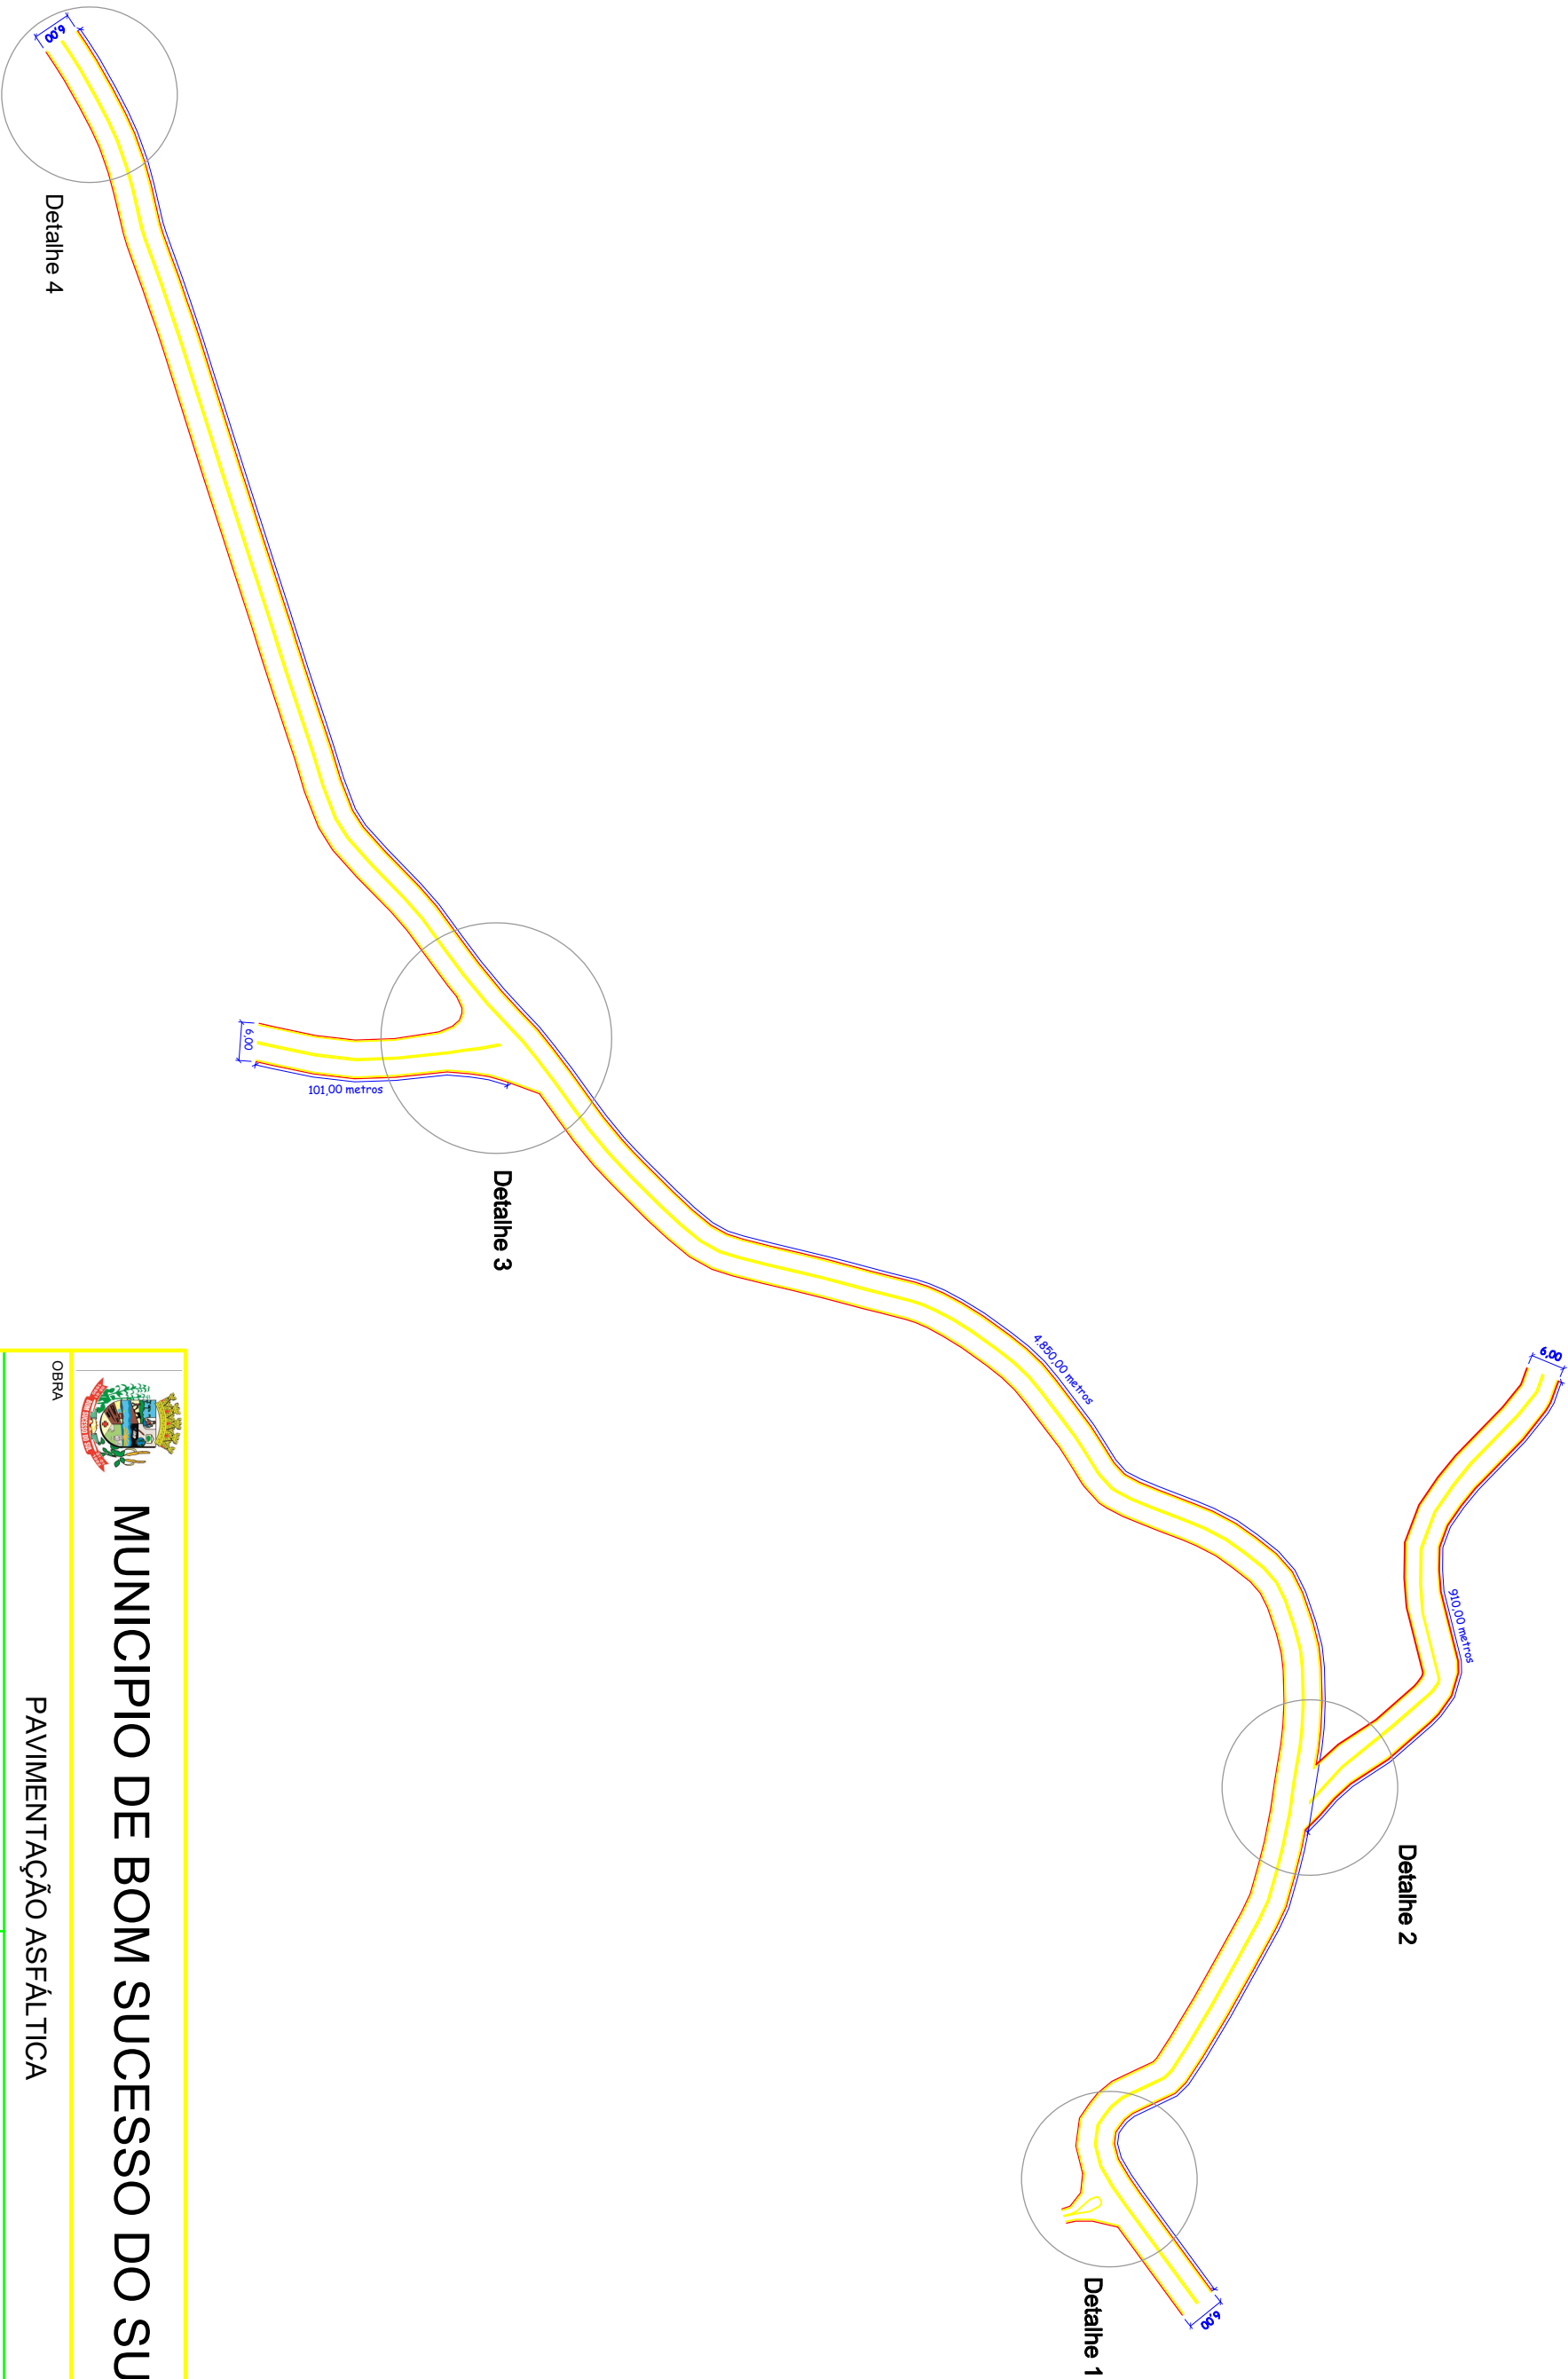 6,00
Detalhe 4
6,00
101,00 metros
Detalhe 3
4.850,00 metros
6,00
910,00 metros
Detalhe 2
6,00
Detalhe 1
MUNICIPIO DE BOM SUCESSO DO SU
OBRA
PAVIMENTAÇÃO ASFÁLTICA